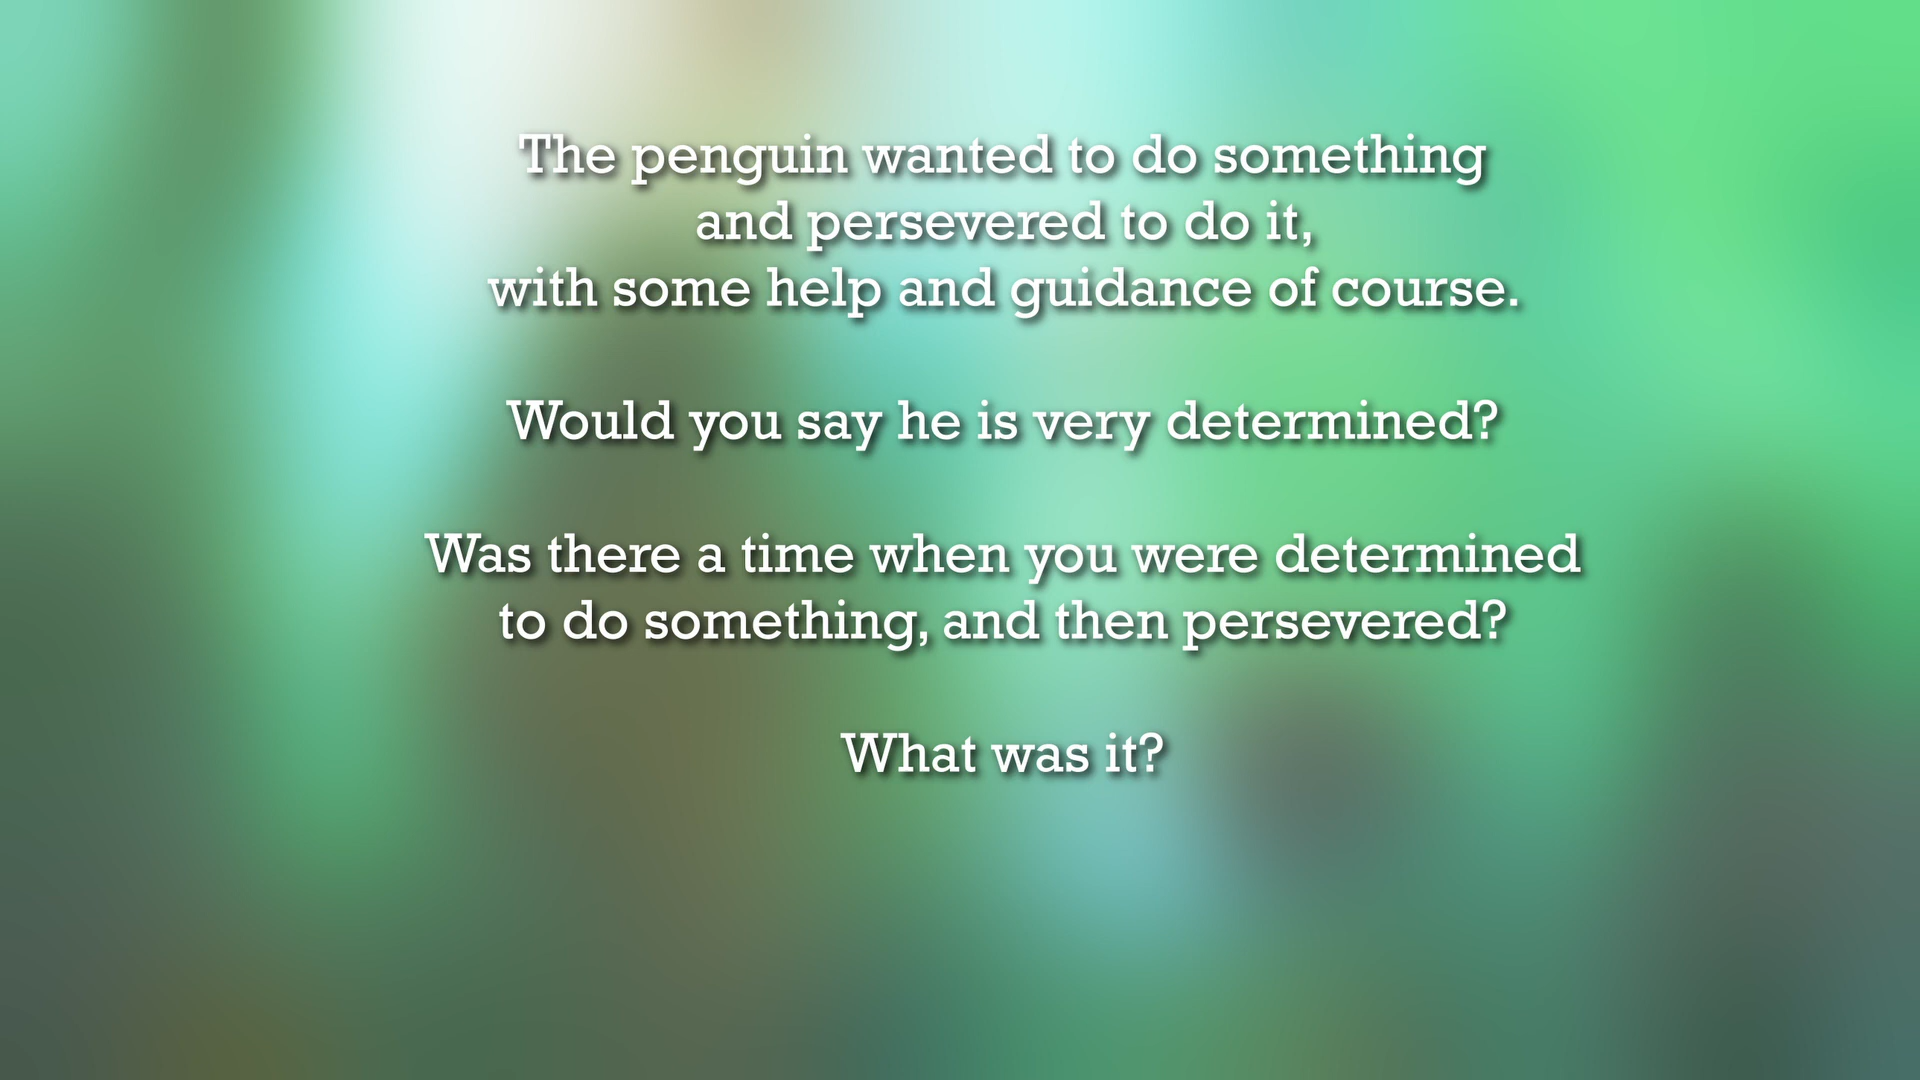 The penguin wanted to do something
and persevered to do it,
with some help and guidance of course.
Would you say he is very determined?
Was there a time when you were determined
to do something, and then persevered?
What was it?